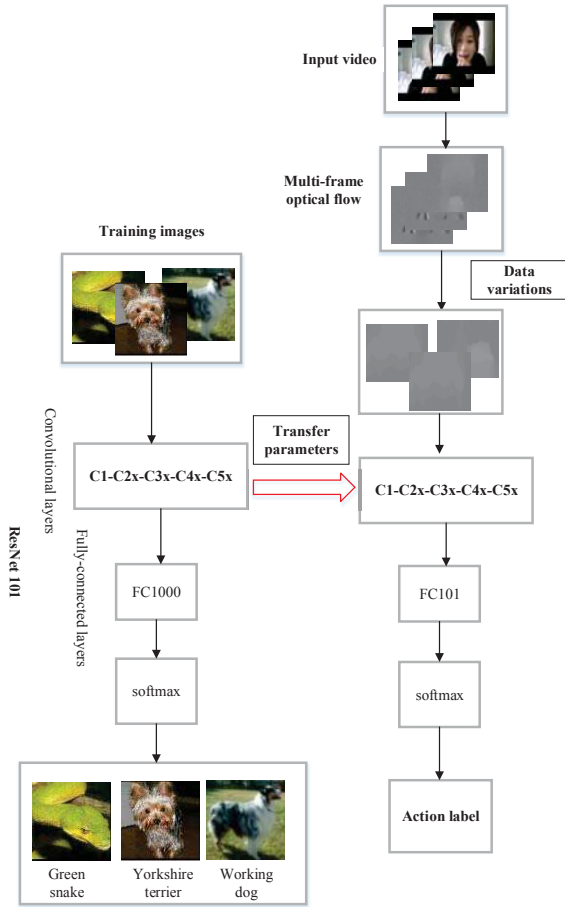 Input video
Multi-frame
optical flow
Training images
Data
variations
Convolutional layers
Transfer
parameters
C1-C2x-C3x-C4x-C5x
C1-C2x-C3x-C4x-C5x
ResNet 101
Fully-connected layers
FC1000
FC101
softmax
softmax
Action label
Green
snake
Yorkshire
terrier
Working
dog